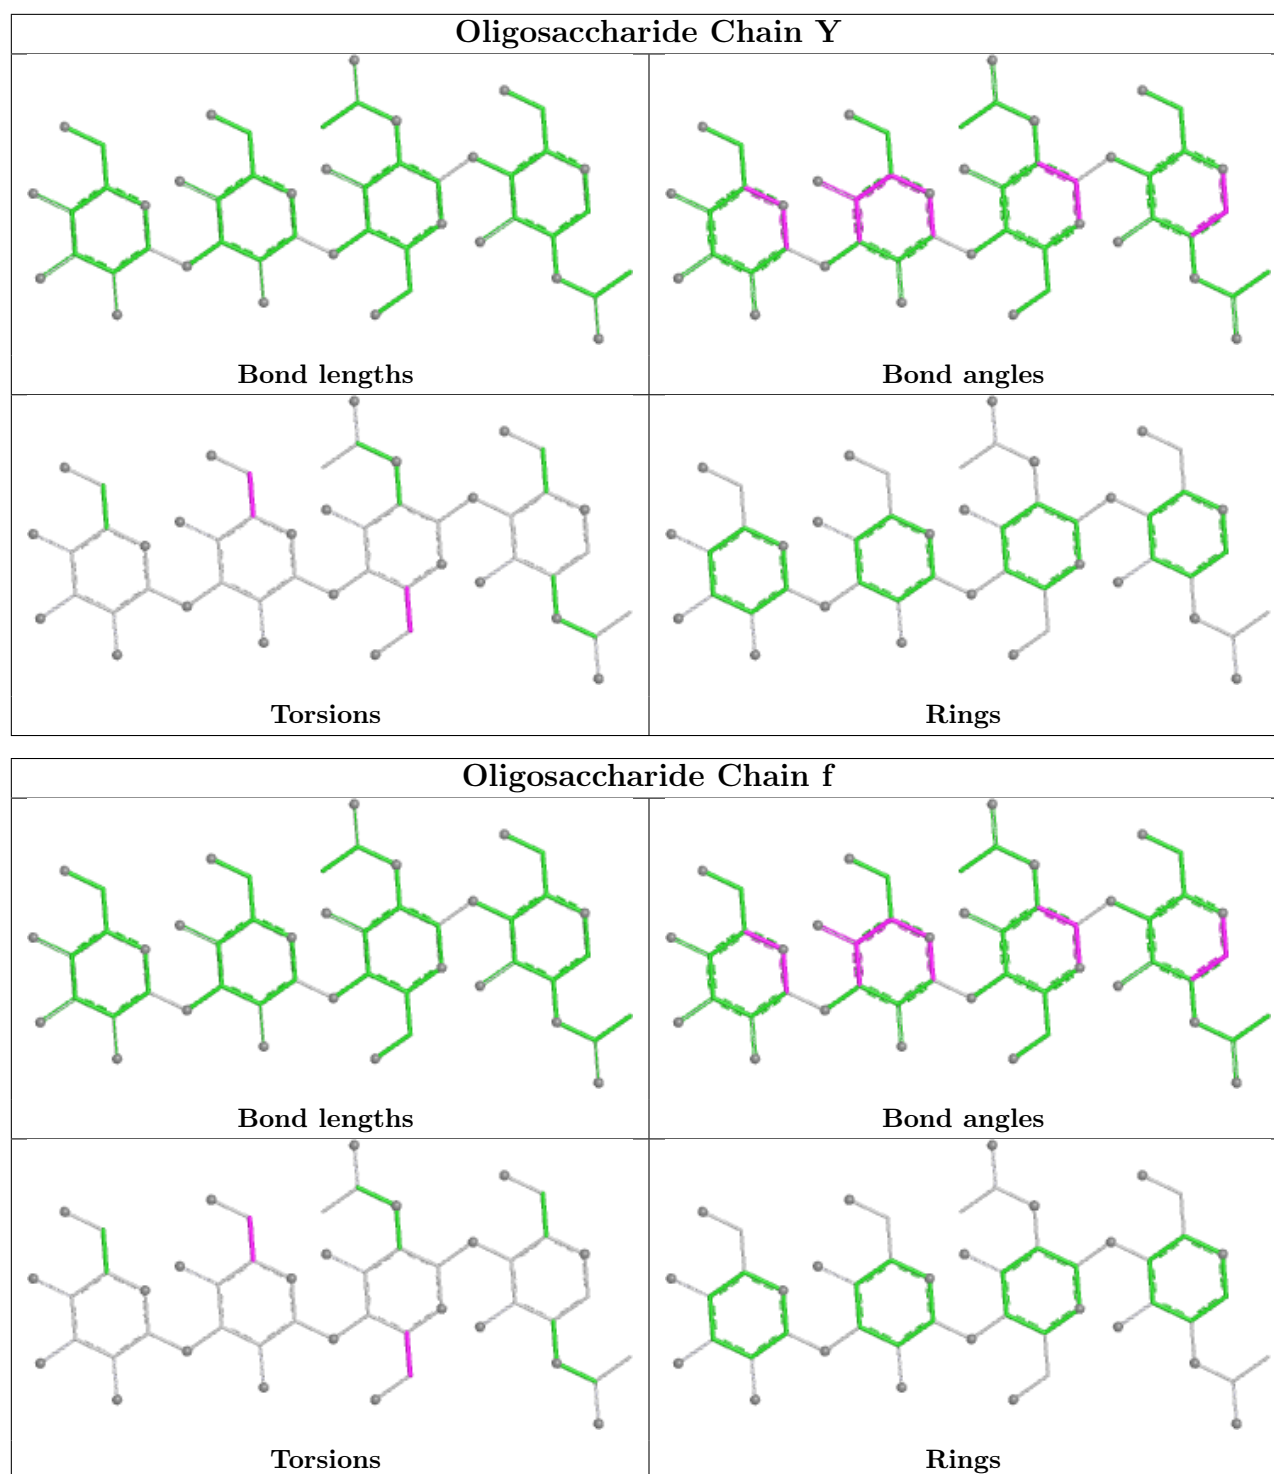 Oligosaccharide Chain Y
Bond lengths
Bond angles
Torsions
Rings
Oligosaccharide Chain f
Bond lengths
Bond angles
Torsions
Rings